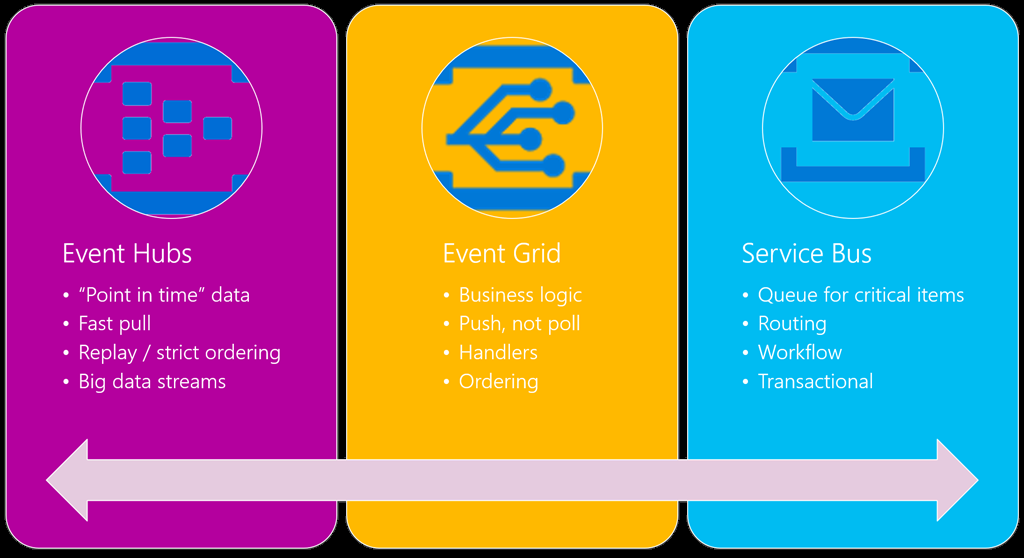 Event Hubs
• “Point in time“ data
• Fast pull
• Replay / strict ordering
• Big data streams
Event Grid
• Business logic
• Push, not poll
• Handlers
• Ordering
Service Bus
• Queue for critical items
• Routing
• Workflow
• Transactional